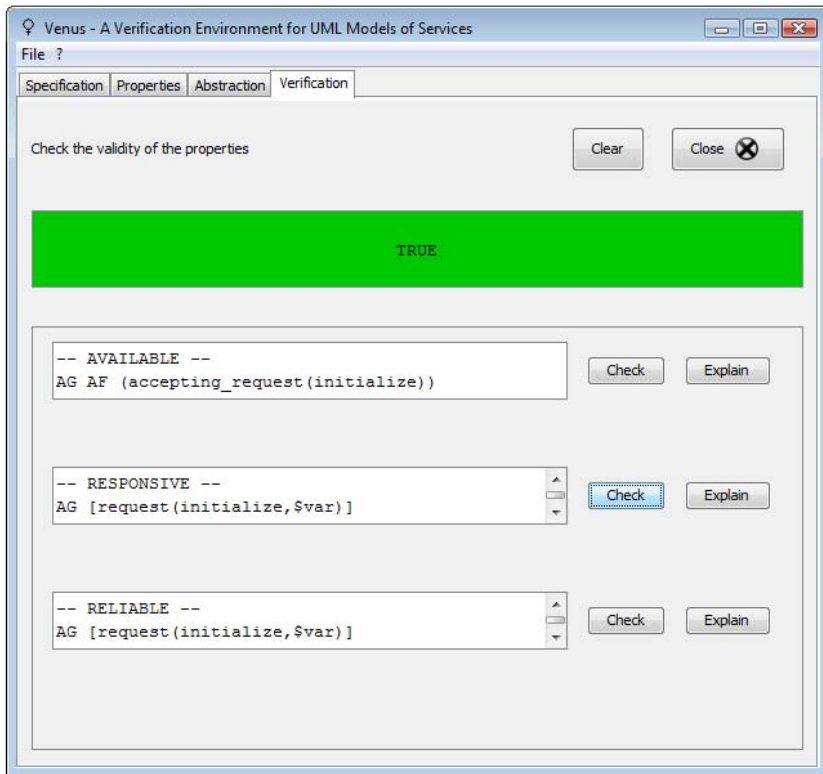 Venus - A Verification Environment for UML Models of Services
File ?
Specification Properties Abstraction Verification
Check the validity of the properties Clear Close
TRUE
-- AVAILABLE --
AG AF (accepting_request(initialize)) Check Explain
-- RESPONSIVE --
AG [request(initialize,$var)] Check Explain
-- RELIABLE --
AG [request(initialize,$var)] Check Explain